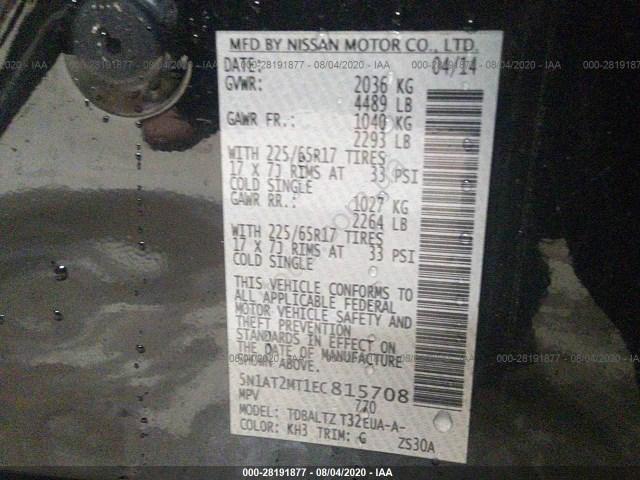 MFD BY NISSAN MOTOR CO., LTD.
DATE: 04/14
GVWR: 2036 KG
4489 LB
GAWR FR.: 1040 KG
2293 LB
WITH 225/65R17 TIRES
17 X 7J RIMS AT 33 PSI
COLD SINGLE
GAWR RR.: 1027 KG
2264 LB
WITH 225/65R17 TIRES
17 X 7J RIMS AT 33 PSI
COLD SINGLE
THIS VEHICLE CONFORMS TO
ALL APPLICABLE FEDERAL
MOTOR VEHICLE SAFETY AND
THEFT PREVENTION
STANDARDS IN EFFECT ON
THE DATE OF MANUFACTURE
SHOWN ABOVE.
5N1AT2MT1EC815708
MPV 770
MODEL: TDBALTZ T32EUA-A-
COLOR: KH3 TRIM: G ZS30A
000-28191877 - 08/04/2020 - IAA